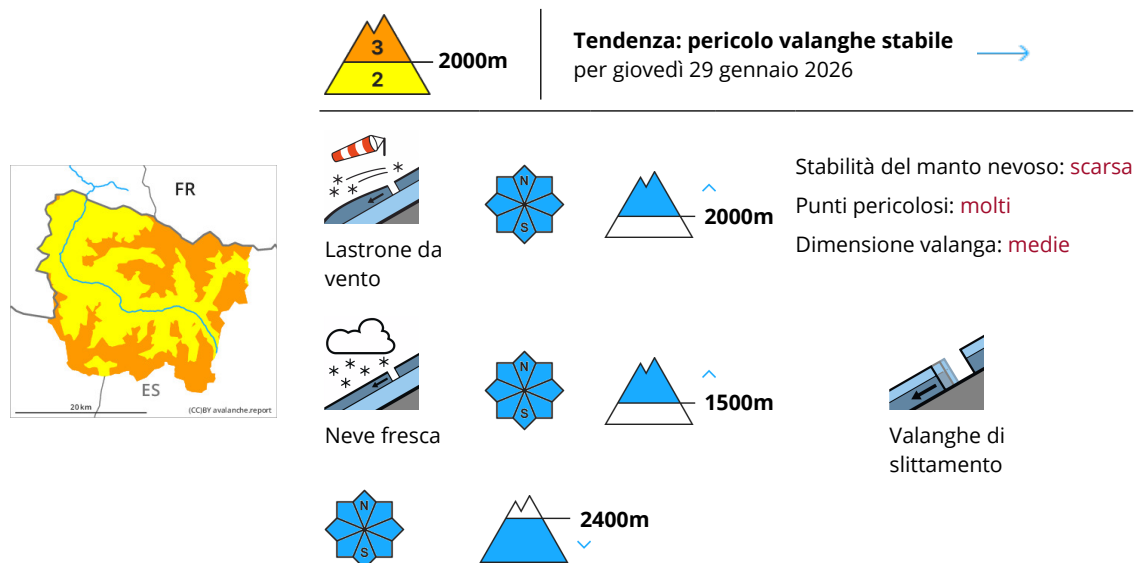 3
2
2000m
Tendenza: pericolo valanghe stabile
per giovedì 29 gennaio 2026
FR
ES
20 km
(CC)BY avalanche.report
N
S
2000m
Lastrone da
vento
Stabilità del manto nevoso: scarsa
Punti pericolosi: molti
Dimensione valanga: medie
N
S
1500m
Neve fresca
Valanghe di
slittamento
N
S
2400m